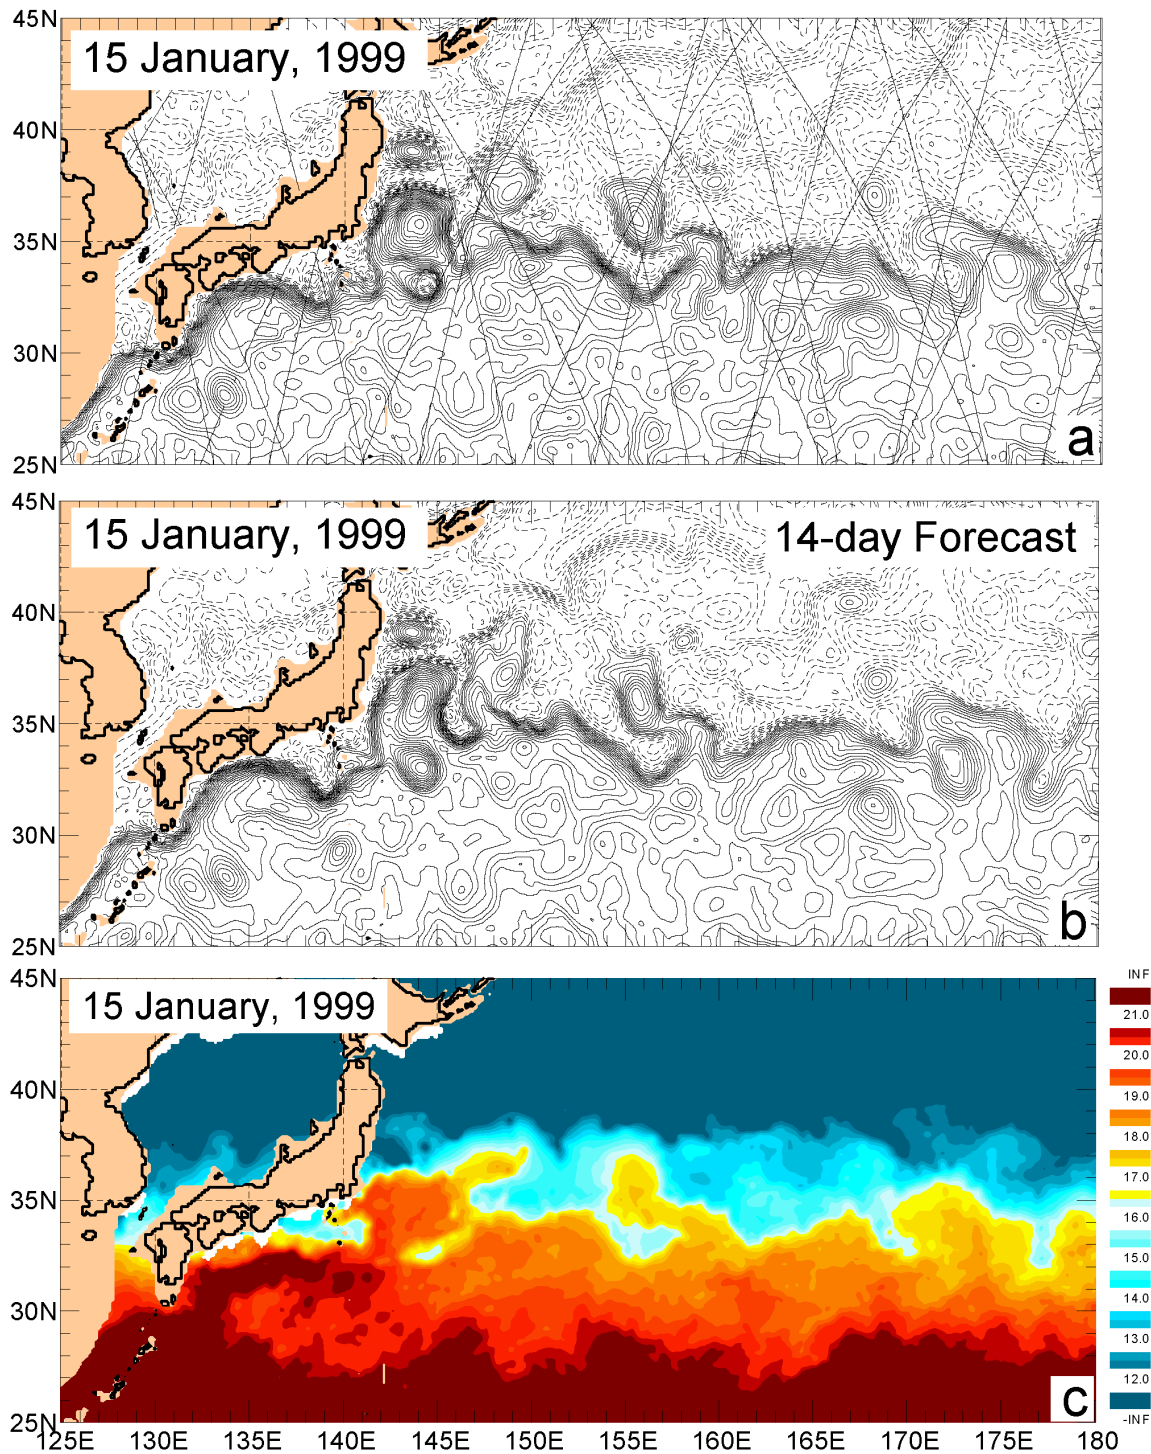 45N
15 January, 1999
40N
35N
30N
25N
a
45N
15 January, 1999
14-day Forecast
40N
35N
30N
25N
b
45N
15 January, 1999
40N
35N
30N
25N
c
INF
21.0
20.0
19.0
18.0
17.0
16.0
15.0
14.0
13.0
12.0
-INF
125E 130E 135E 140E 145E 150E 155E 160E 165E 170E 175E 180